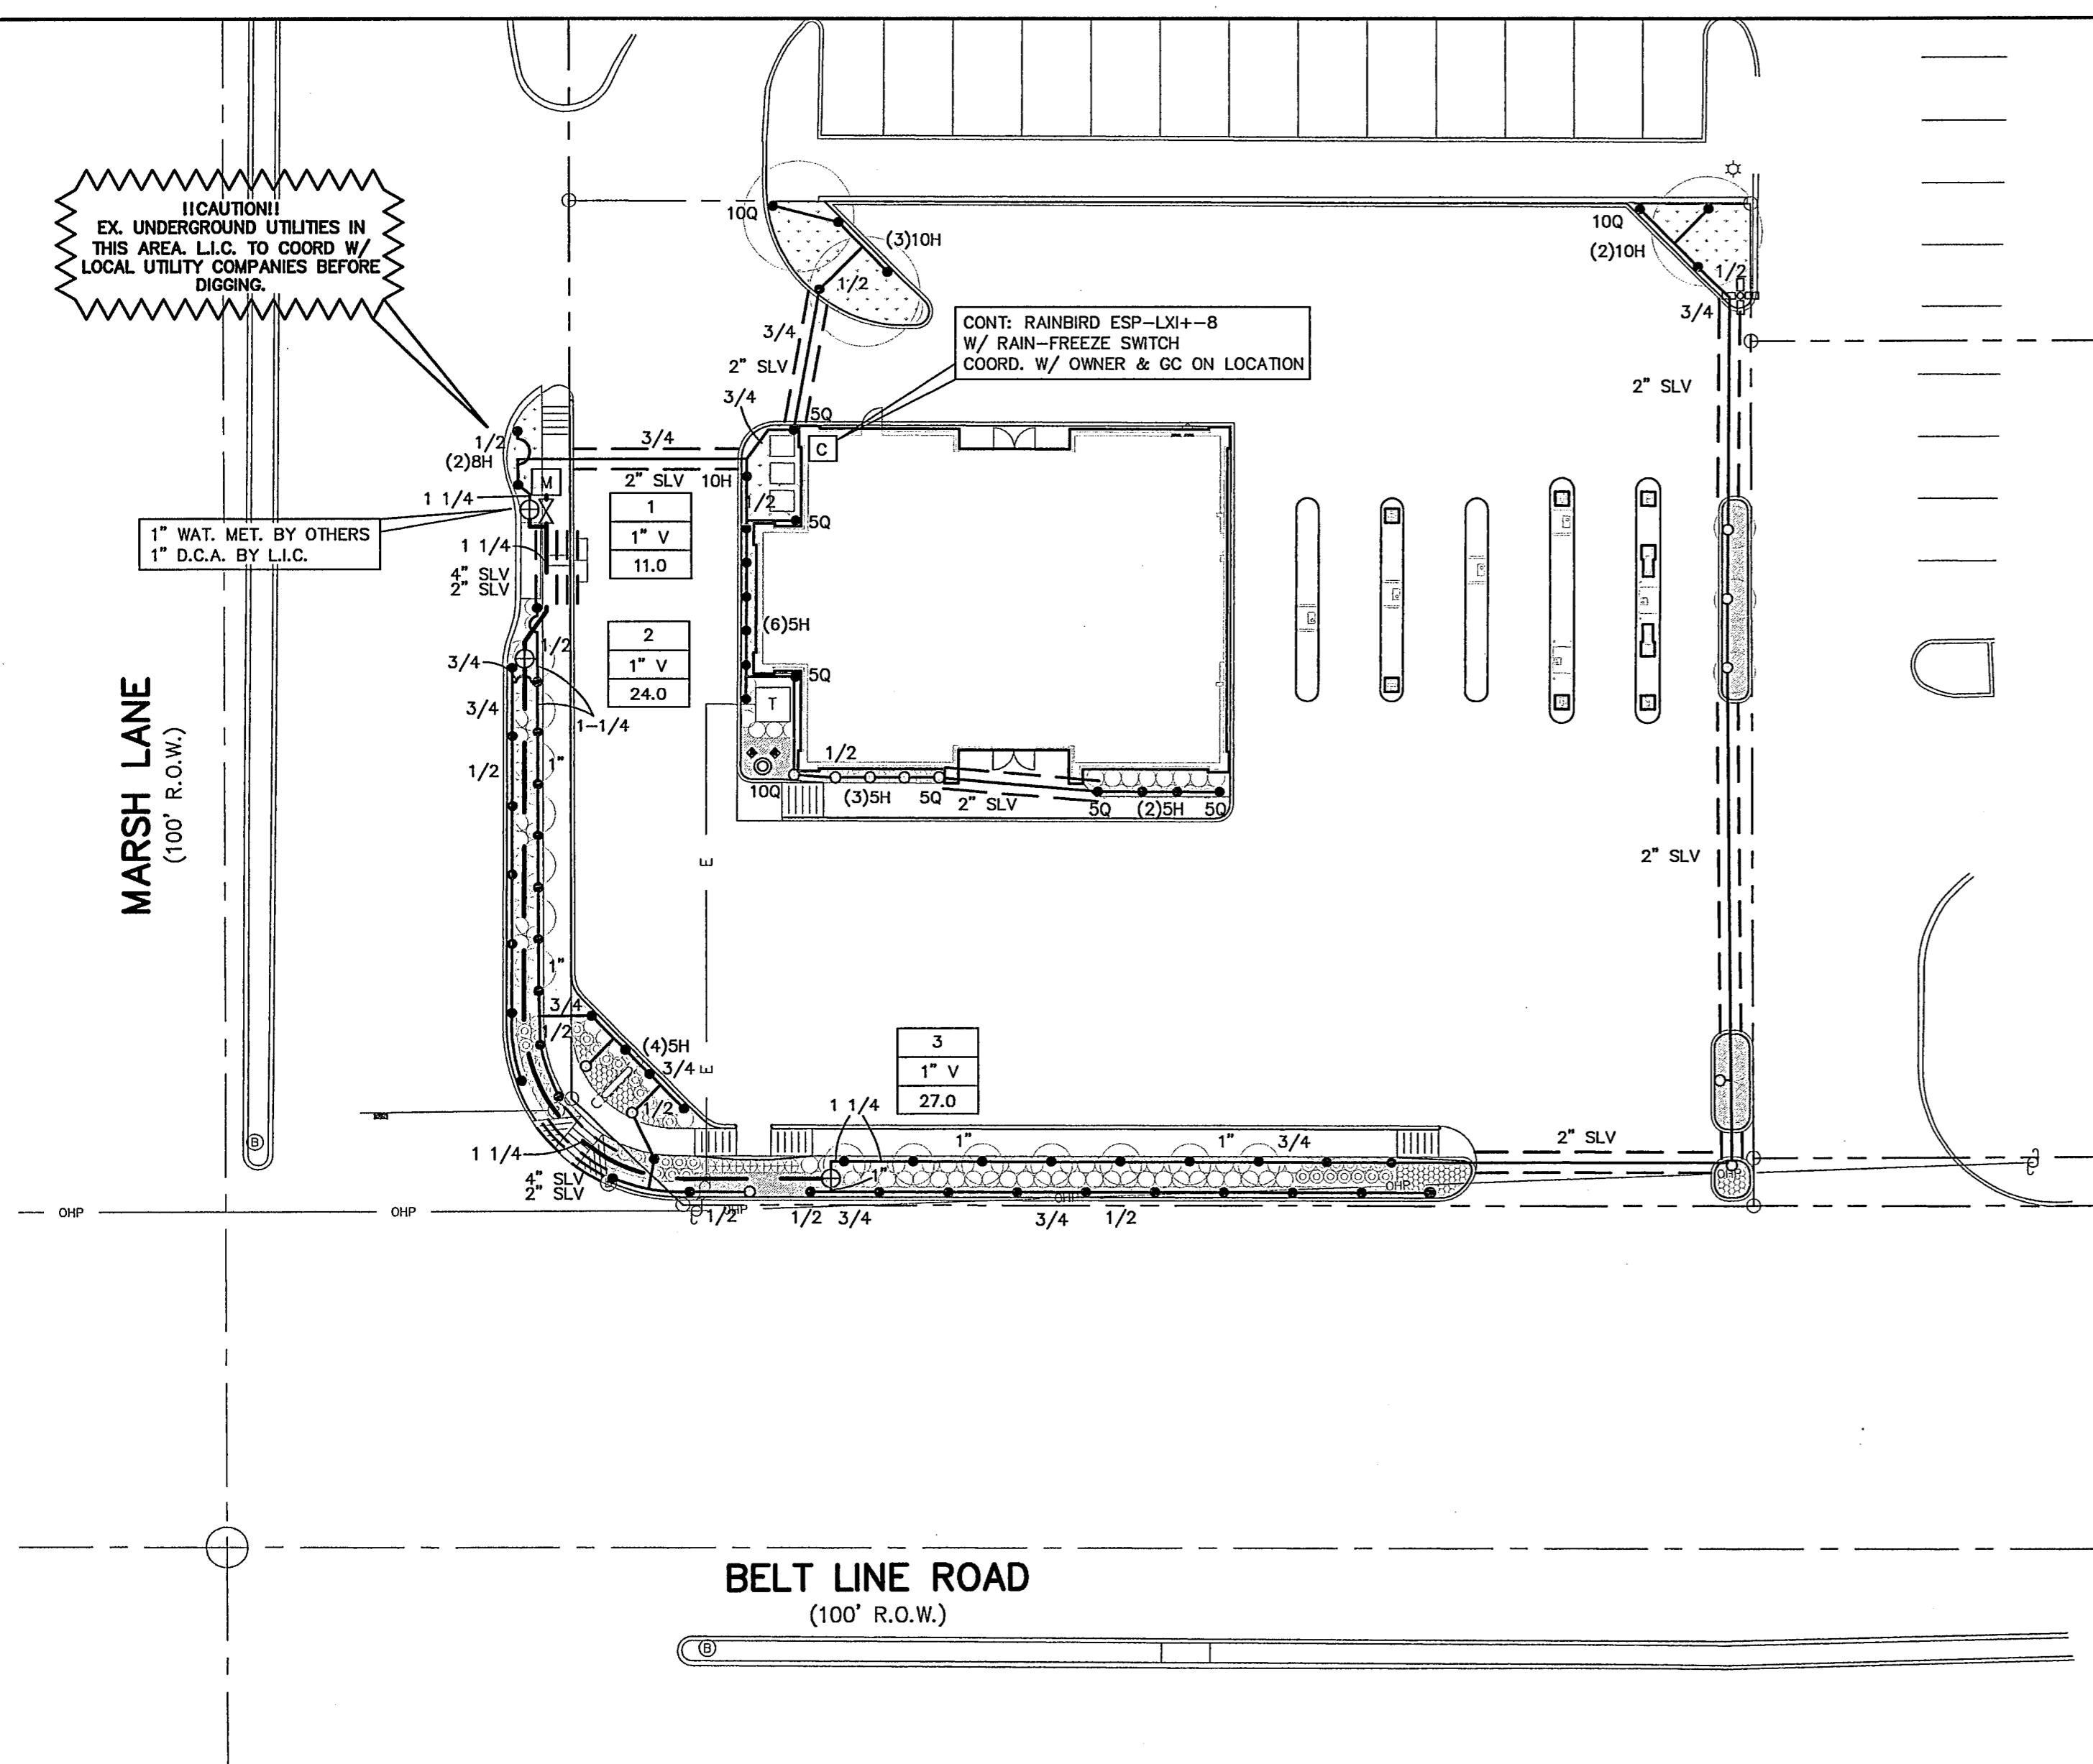 !!CAUTION!!
EX. UNDERGROUND UTILITIES IN
THIS AREA. L.I.C. TO COORD W/
LOCAL UTILITY COMPANIES BEFORE
DIGGING.
10Q
(3)10H
1/2
3/4
2" SLV
3/4
10Q
(2)10H
1/2
3/4
2" SLV
CONT: RAINBIRD ESP-LXI+-8
W/ RAIN-FREEZE SWITCH
COORD. W/ OWNER & GC ON LOCATION
5Q
C
1/2
(2)8H
3/4
2" SLV
10H
M
1 1/4
1/2
5Q
1" WAT. MET. BY OTHERS
1" D.C.A. BY L.I.C.
1
1" V
11.0
1 1/4
4" SLV
2" SLV
2
1" V
24.0
(6)5H
1/2
3/4
5Q
T
3/4
1-1/4
1/2
1"
1/2
10Q
(3)5H
5Q
2" SLV
5Q
(2)5H
5Q
2" SLV
MARSH LANE
(100' R.O.W.)
E
1"
3/4
1/2
(4)5H
3/4
E
1/2
3
1" V
27.0
1 1/4
1"
1"
3/4
2" SLV
1 1/4
4" SLV
2" SLV
1"
B
OHP
OHP
OHP
OHP
OHP
OHP
1/2
1/2
3/4
3/4
1/2
BELT LINE ROAD
(100' R.O.W.)
B